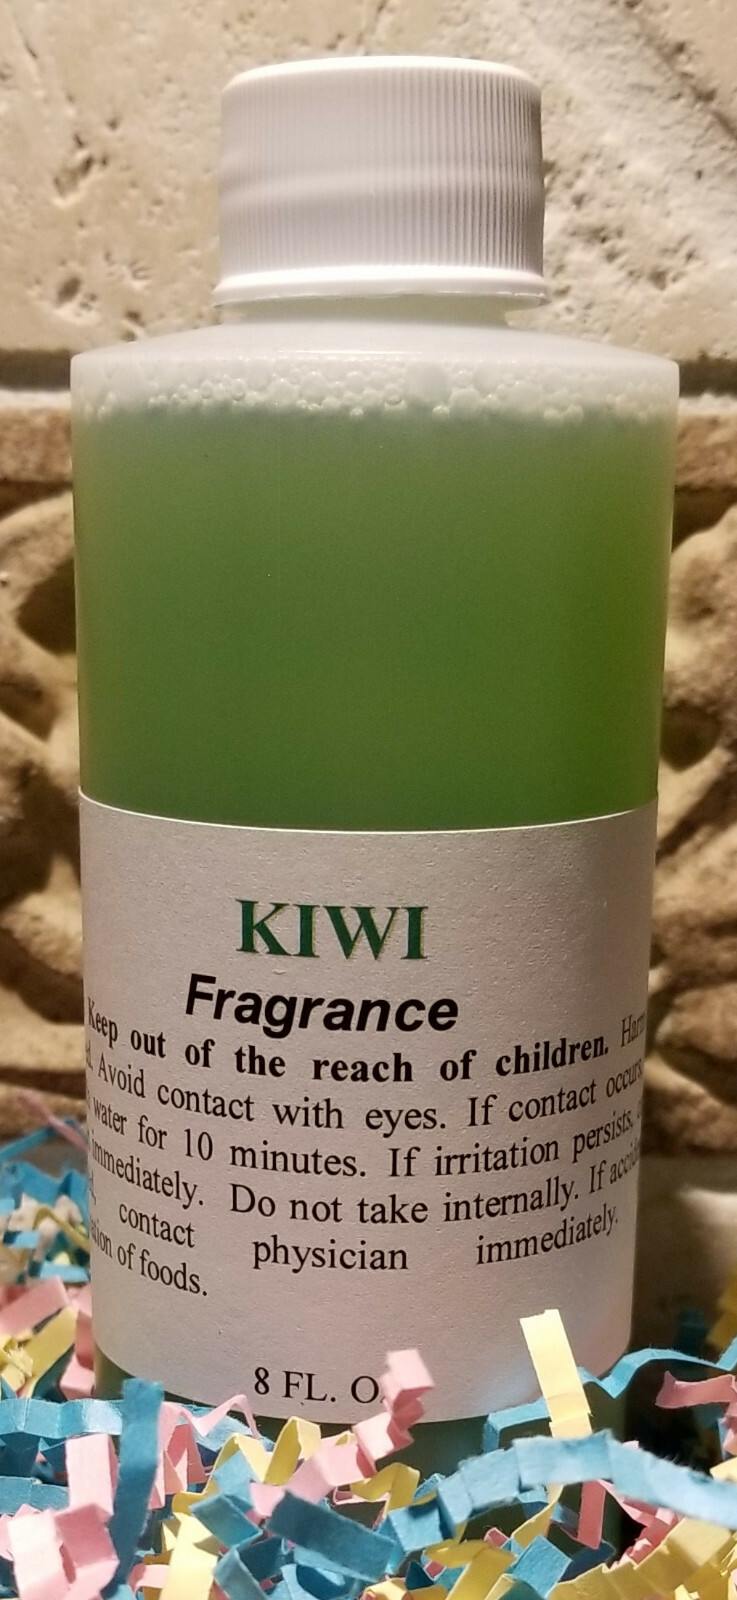 KIWI
Fragrance
Keep out of the reach of children.
Avoid contact with eyes. If contact occurs,
water for 10 minutes. If irritation persists,
immediately. Do not take internally. If
contact physician immediately.
of foods.
8 FL.